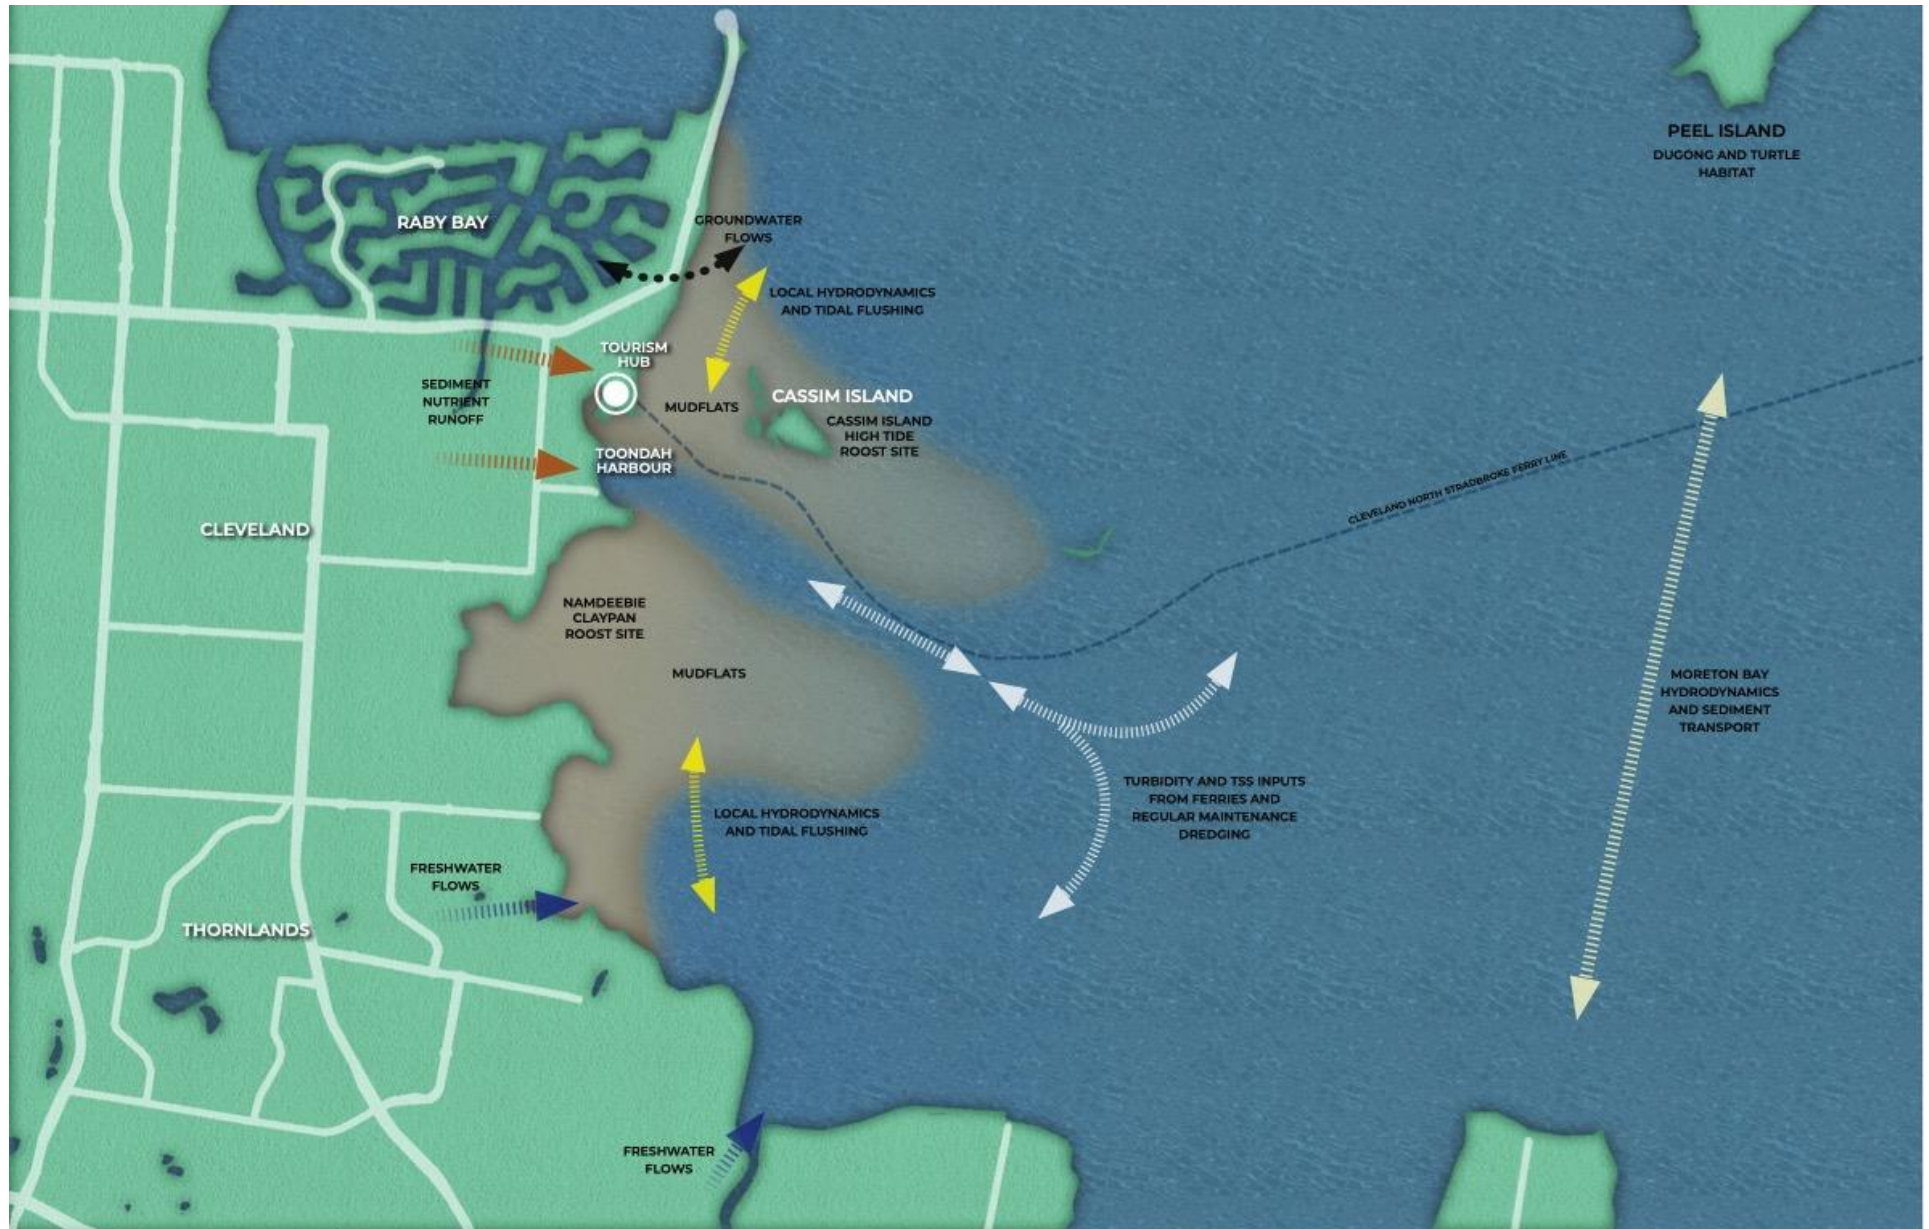 PEEL ISLAND
DUGONG AND TURTLE
HABITAT
RABY BAY
GROUNDWATER
FLOWS
LOCAL HYDRODYNAMICS
AND TIDAL FLUSHING
TOURISM
HUB
SEDIMENT
NUTRIENT
RUNOFF
MUDFLATS
CASSIM ISLAND
CASSIM ISLAND
HIGH TIDE
ROOST SITE
TOONDAH
HARBOUR
CLEVELAND NORTH STRADBROKE FERRY LINE
CLEVELAND
NAMDEEBIE
CLAYPAN
ROOST SITE
MUDFLATS
MORETON BAY
HYDRODYNAMICS
AND SEDIMENT
TRANSPORT
TURBIDITY AND TSS INPUTS
FROM FERRIES AND
REGULAR MAINTENANCE
DREDGING
LOCAL HYDRODYNAMICS
AND TIDAL FLUSHING
FRESHWATER
FLOWS
THORNLANDS
FRESHWATER
FLOWS